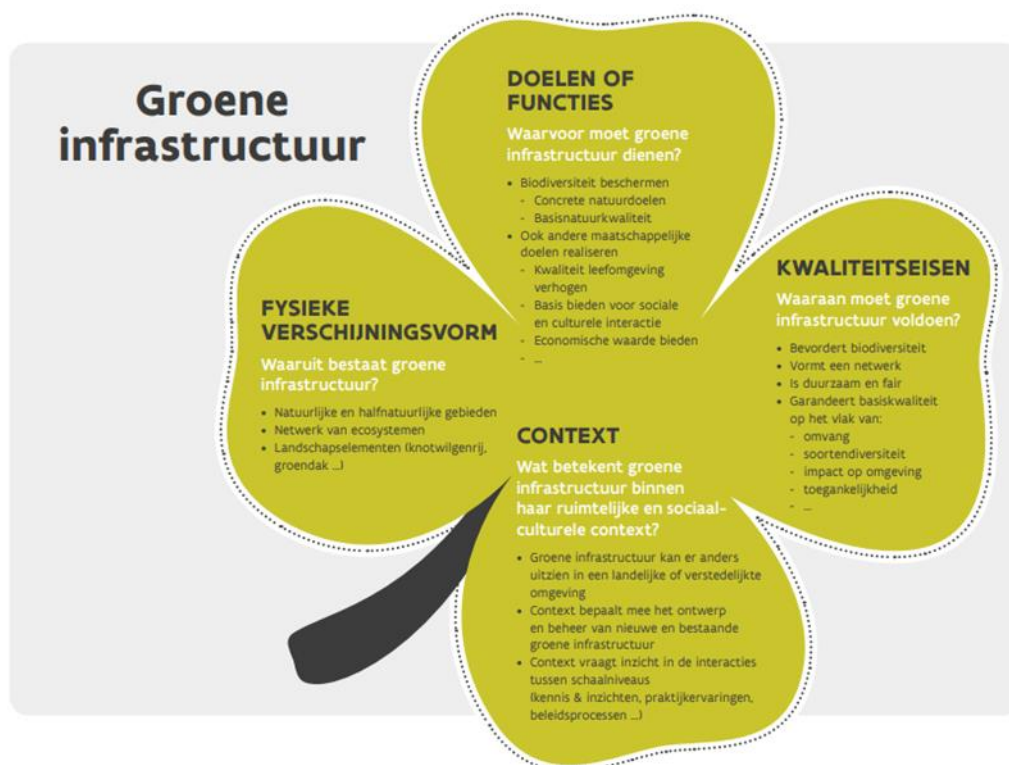 Groene
infrastructuur
DOELEN OF
FUNCTIES
Waarvoor moet groene
infrastructuur dienen?
• Biodiversiteit beschermen
- Concrete natuurdoelen
- Basisnatuurkwaliteit
• Ook andere maatschappelijke
doelen realiseren
- Kwaliteit leefomgeving
verhogen
- Basis bieden voor sociale
en culturele interactie
- Economische waarde bieden
- ...
FYSIEKE
VERSCHIJNINGSVORM
Waaruit bestaat groene
infrastructuur?
• Natuurlijke en halfnatuurlijke gebieden
• Netwerk van ecosystemen
• Landschapselementen (knotwilgenrij,
groendak ...)
KWALITEITSEISEN
Waaraan moet groene
infrastructuur voldoen?
• Bevordert biodiversiteit
• Vormt een netwerk
• Is duurzaam en fair
• Garandeert basiskwaliteit
op het vlak van:
- omvang
- soortendiversiteit
- impact op omgeving
- toegankelijkheid
- ...
CONTEXT
Wat betekent groene
infrastructuur binnen
haar ruimtelijke en sociaal-
culturele context?
• Groene infrastructuur kan er anders
uitzien in een landelijke of verstedelijkte
omgeving
• Context bepaalt mee het ontwerp
en beheer van nieuwe en bestaande
groene infrastructuur
• Context vraagt inzicht in de interacties
tussen schaalniveaus
(kennis & inzichten, praktijkervaringen,
beleidsprocessen ...)